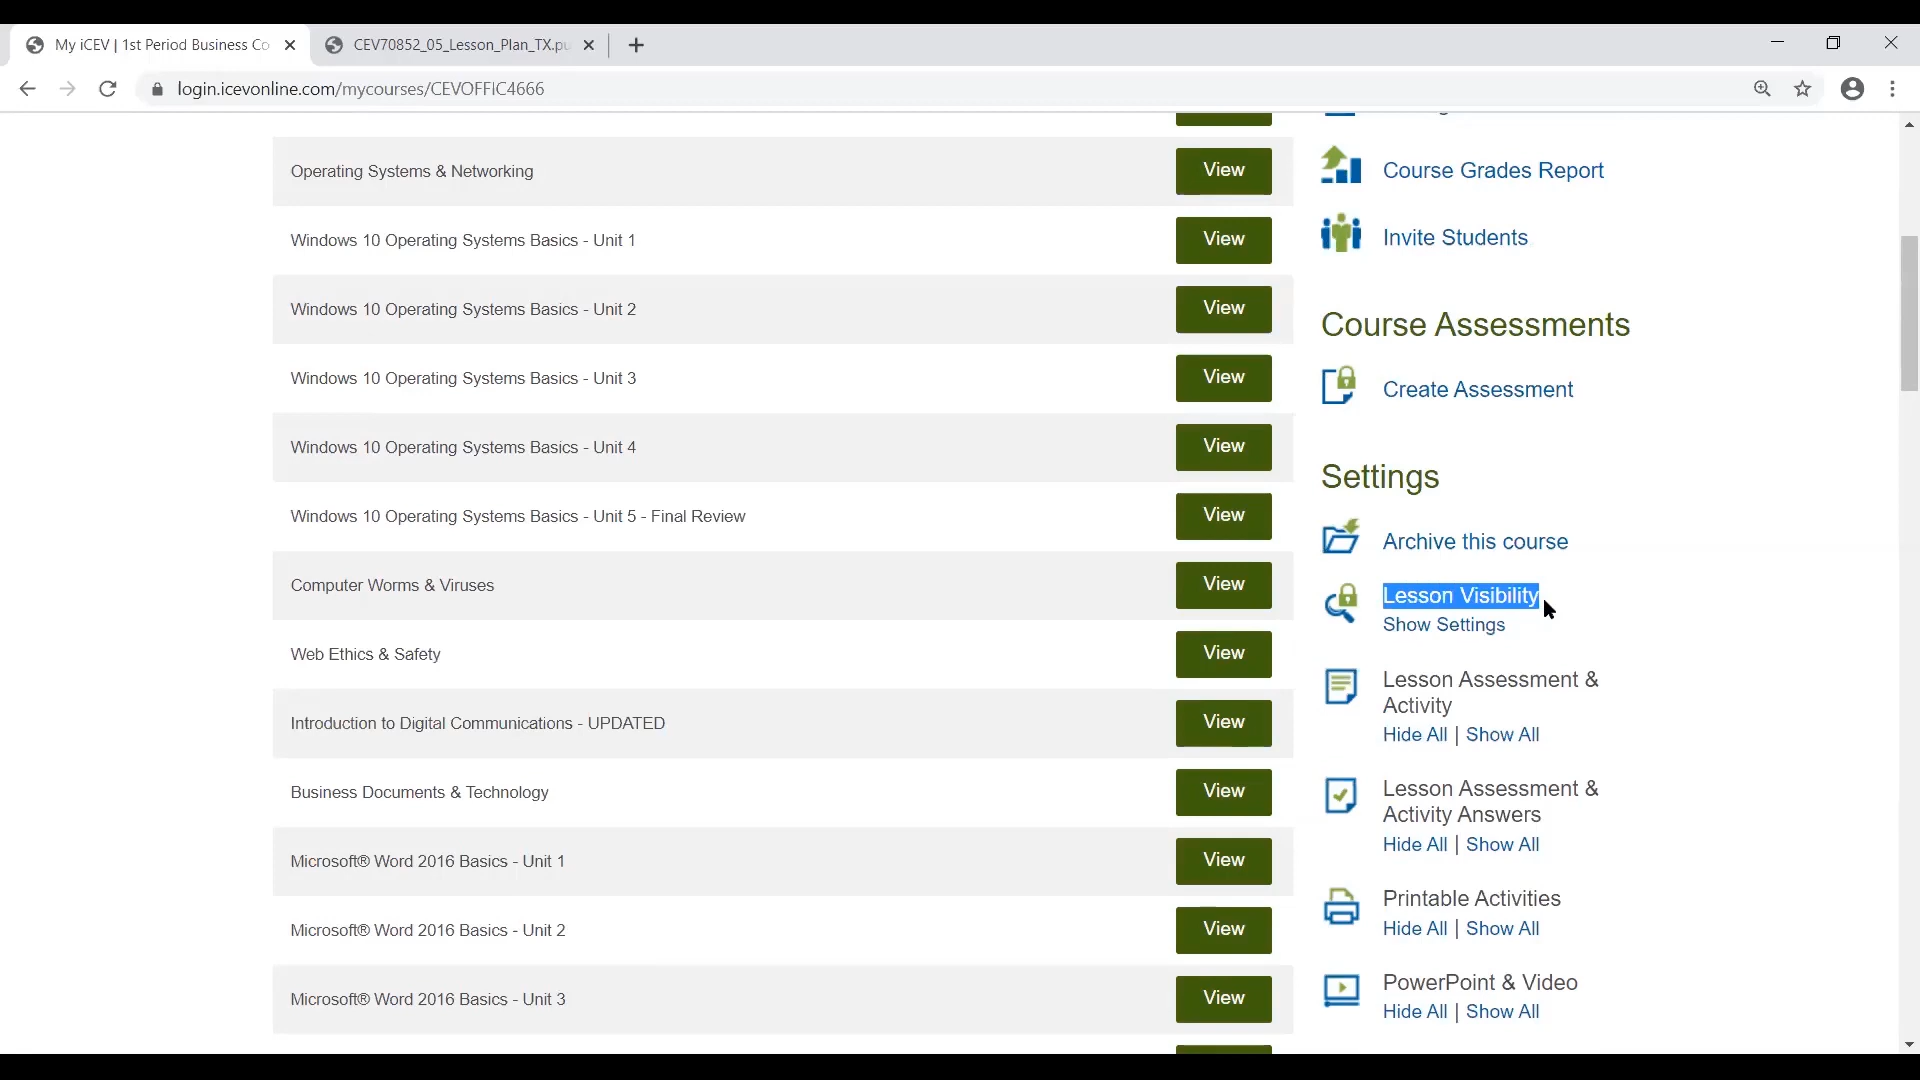 My iCEV | 1st Period Business Co
CEV70852_05_Lesson_Plan_TX.pu
login.icevonline.com/mycourses/CEVOFFIC4666
Operating Systems & Networking View
Windows 10 Operating Systems Basics - Unit 1 View
Windows 10 Operating Systems Basics - Unit 2 View
Windows 10 Operating Systems Basics - Unit 3 View
Windows 10 Operating Systems Basics - Unit 4 View
Windows 10 Operating Systems Basics - Unit 5 - Final Review View
Computer Worms & Viruses View
Web Ethics & Safety View
Introduction to Digital Communications - UPDATED View
Business Documents & Technology View
Microsoft® Word 2016 Basics - Unit 1 View
Microsoft® Word 2016 Basics - Unit 2 View
Microsoft® Word 2016 Basics - Unit 3 View
Course Grades Report
Invite Students
Course Assessments
Create Assessment
Settings
Archive this course
Lesson Visibility
Show Settings
Lesson Assessment &
Activity
Hide All | Show All
Lesson Assessment &
Activity Answers
Hide All | Show All
Printable Activities
Hide All | Show All
PowerPoint & Video
Hide All | Show All